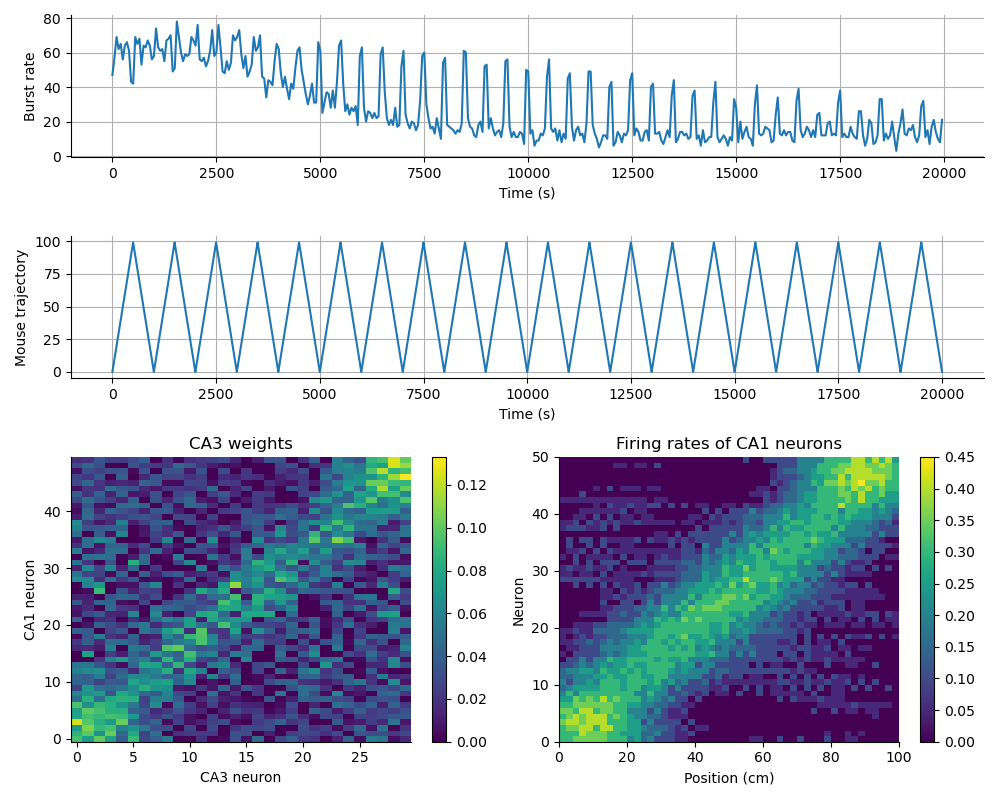 80
60
40
20
0
Burst rate
0 2500 5000 7500 10000 12500 15000 17500 20000
Time (s)
100
75
50
25
0
Mouse trajectory
0 2500 5000 7500 10000 12500 15000 17500 20000
Time (s)
CA3 weights
40
30
20
10
0
CA1 neuron
0 5 10 15 20 25
CA3 neuron
0.12
0.10
0.08
0.06
0.04
0.02
0.00
Firing rates of CA1 neurons
50
40
30
20
10
0
Neuron
0 20 40 60 80 100
Position (cm)
0.45
0.40
0.35
0.30
0.25
0.20
0.15
0.10
0.05
0.00